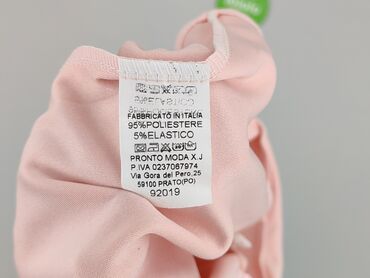 FABBRICATO IN ITALIA
95%POLIESTERE
5%ELASTICO
PRONTO MODA X.J
P.IVA 0237087974
Via Gora del Pero,25
59100 PRATO(PO)
92019